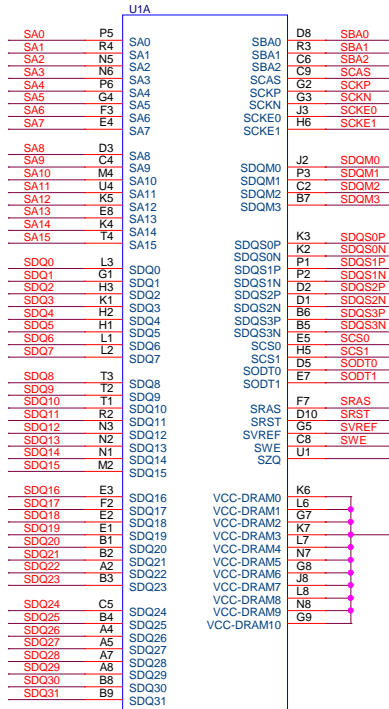 U1A
SA0 P5 SA0
SA1 R4 SA1
SA2 N5 SA2
SA3 N6 SA3
SA4 P6 SA4
SA5 G4 SA5
SA6 F3 SA6
SA7 E4 SA7
SA8 D3 SA8
SA9 C4 SA9
SA10 M4 SA10
SA11 U4 SA11
SA12 K5 SA12
SA13 E8 SA13
SA14 K4 SA14
SA15 T4 SA15
SDQ0 L3 SDQ0
SDQ1 G1 SDQ1
SDQ2 H3 SDQ2
SDQ3 K1 SDQ3
SDQ4 H2 SDQ4
SDQ5 H1 SDQ5
SDQ6 L1 SDQ6
SDQ7 L2 SDQ7
SDQ8 T3 SDQ8
SDQ9 T2 SDQ9
SDQ10 T1 SDQ10
SDQ11 R2 SDQ11
SDQ12 N3 SDQ12
SDQ13 N2 SDQ13
SDQ14 N1 SDQ14
SDQ15 M2 SDQ15
SDQ16 E3 SDQ16
SDQ17 F2 SDQ17
SDQ18 E2 SDQ18
SDQ19 E1 SDQ19
SDQ20 B1 SDQ20
SDQ21 B2 SDQ21
SDQ22 A2 SDQ22
SDQ23 B3 SDQ23
SDQ24 C5 SDQ24
SDQ25 B4 SDQ25
SDQ26 A4 SDQ26
SDQ27 A5 SDQ27
SDQ28 A7 SDQ28
SDQ29 A8 SDQ29
SDQ30 B8 SDQ30
SDQ31 B9 SDQ31
SBA0 D8 SBA0
SBA1 R3 SBA1
SBA2 C6 SBA2
SCAS C9 SCAS
SCKP G2 SCKP
SCKN G3 SCKN
SCKE0 J3 SCKE0
SCKE1 H6 SCKE1
SDQM0 J2 SDQM0
SDQM1 P3 SDQM1
SDQM2 C2 SDQM2
SDQM3 B7 SDQM3
SDQS0P K3 SDQS0P
SDQS0N K2 SDQS0N
SDQS1P P1 SDQS1P
SDQS1N P2 SDQS1N
SDQS2P D2 SDQS2P
SDQS2N D1 SDQS2N
SDQS3P B6 SDQS3P
SDQS3N B5 SDQS3N
SCS0 E5 SCS0
SCS1 H5 SCS1
SODT0 D5 SODT0
SODT1 E7 SODT1
SRAS F7 SRAS
SRST D10 SRST
SVREF G5 SVREF
SWE C8 SWE
SZQ U1
VCC-DRAM0 K6
VCC-DRAM1 L6
VCC-DRAM2 G7
VCC-DRAM3 K7
VCC-DRAM4 L7
VCC-DRAM5 N7
VCC-DRAM6 G8
VCC-DRAM7 J8
VCC-DRAM8 L8
VCC-DRAM9 N8
VCC-DRAM10 G9